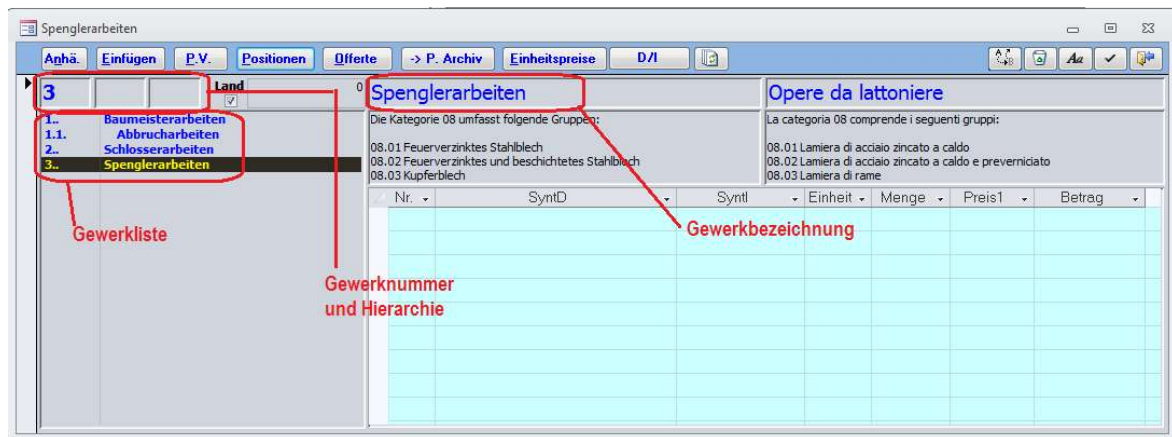 Spenglerarbeiten
Anhä. Einfügen P.V. Positionen Offerte -> P. Archiv Einheitspreise D/I Aa
3 Land 0 Spenglerarbeiten Opere da lattoniere
1.. Baumeisterarbeiten
1.1. Abbrucharbeiten
2.. Schlosserarbeiten
3.. Spenglerarbeiten
Die Kategorie 08 umfasst folgende Gruppen:
08.01 Feuerverzinktes Stahlblech
08.02 Feuerverzinktes und beschichtetes Stahlblech
08.03 Kupferblech
La categoria 08 comprende i seguenti gruppi:
08.01 Lamiera di acciaio zincato a caldo
08.02 Lamiera di acciaio zincato a caldo e preverniciato
08.03 Lamiera di rame
Nr. SyntD SyntI Einheit Menge Preis1 Betrag
Gewerkliste
Gewerkbezeichnung
Gewerknummer
und Hierarchie